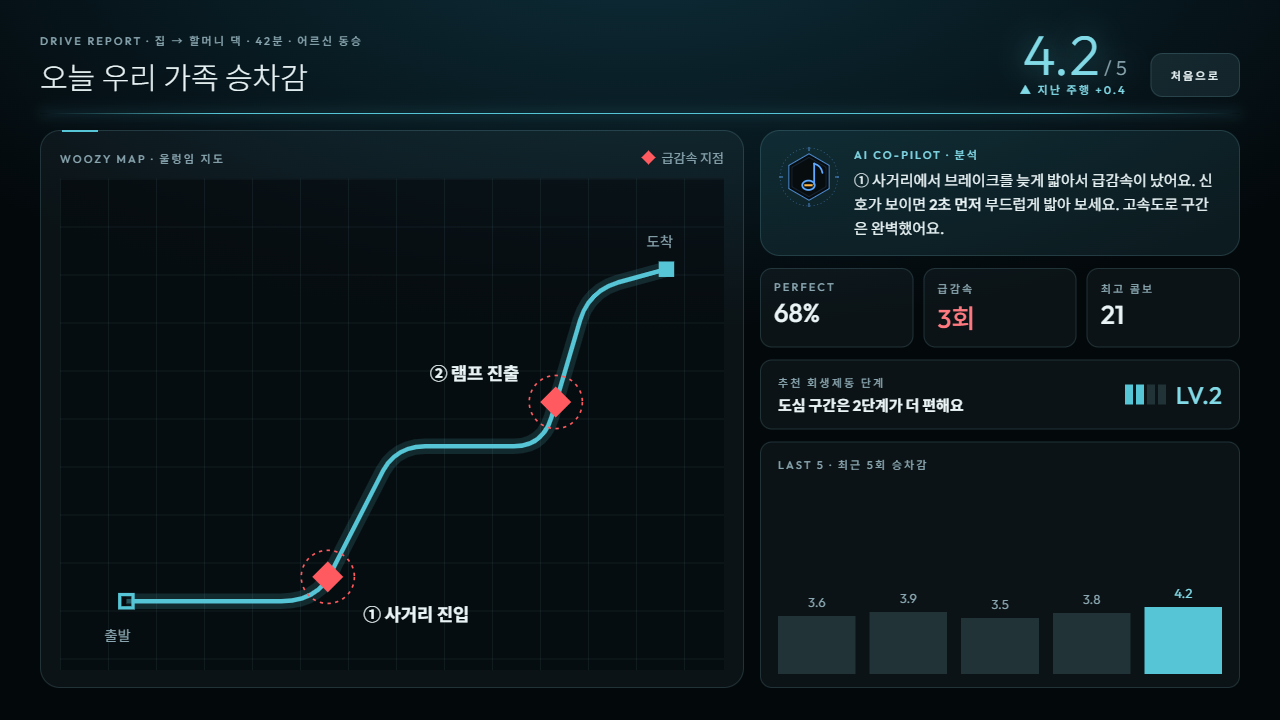 DRIVE REPORT · 집 → 할머니 댁 · 42분 · 어르신 동승
오늘 우리 가족 승차감
4.2 / 5
▲ 지난 주행 +0.4
처음으로
WOOZY MAP · 울렁임 지도
급감속 지점
도착
② 램프 진출
① 사거리 진입
출발
AI CO-PILOT · 분석
① 사거리에서 브레이크를 늦게 밟아서 급감속이 났어요. 신
호가 보이면 2초 먼저 부드럽게 밟아 보세요. 고속도로 구간
은 완벽했어요.
PERFECT
68%
급감속
3회
최고 콤보
21
추천 회생제동 단계
도심 구간은 2단계가 더 편해요
LV.2
LAST 5 · 최근 5회 승차감
3.6
3.9
3.5
3.8
4.2